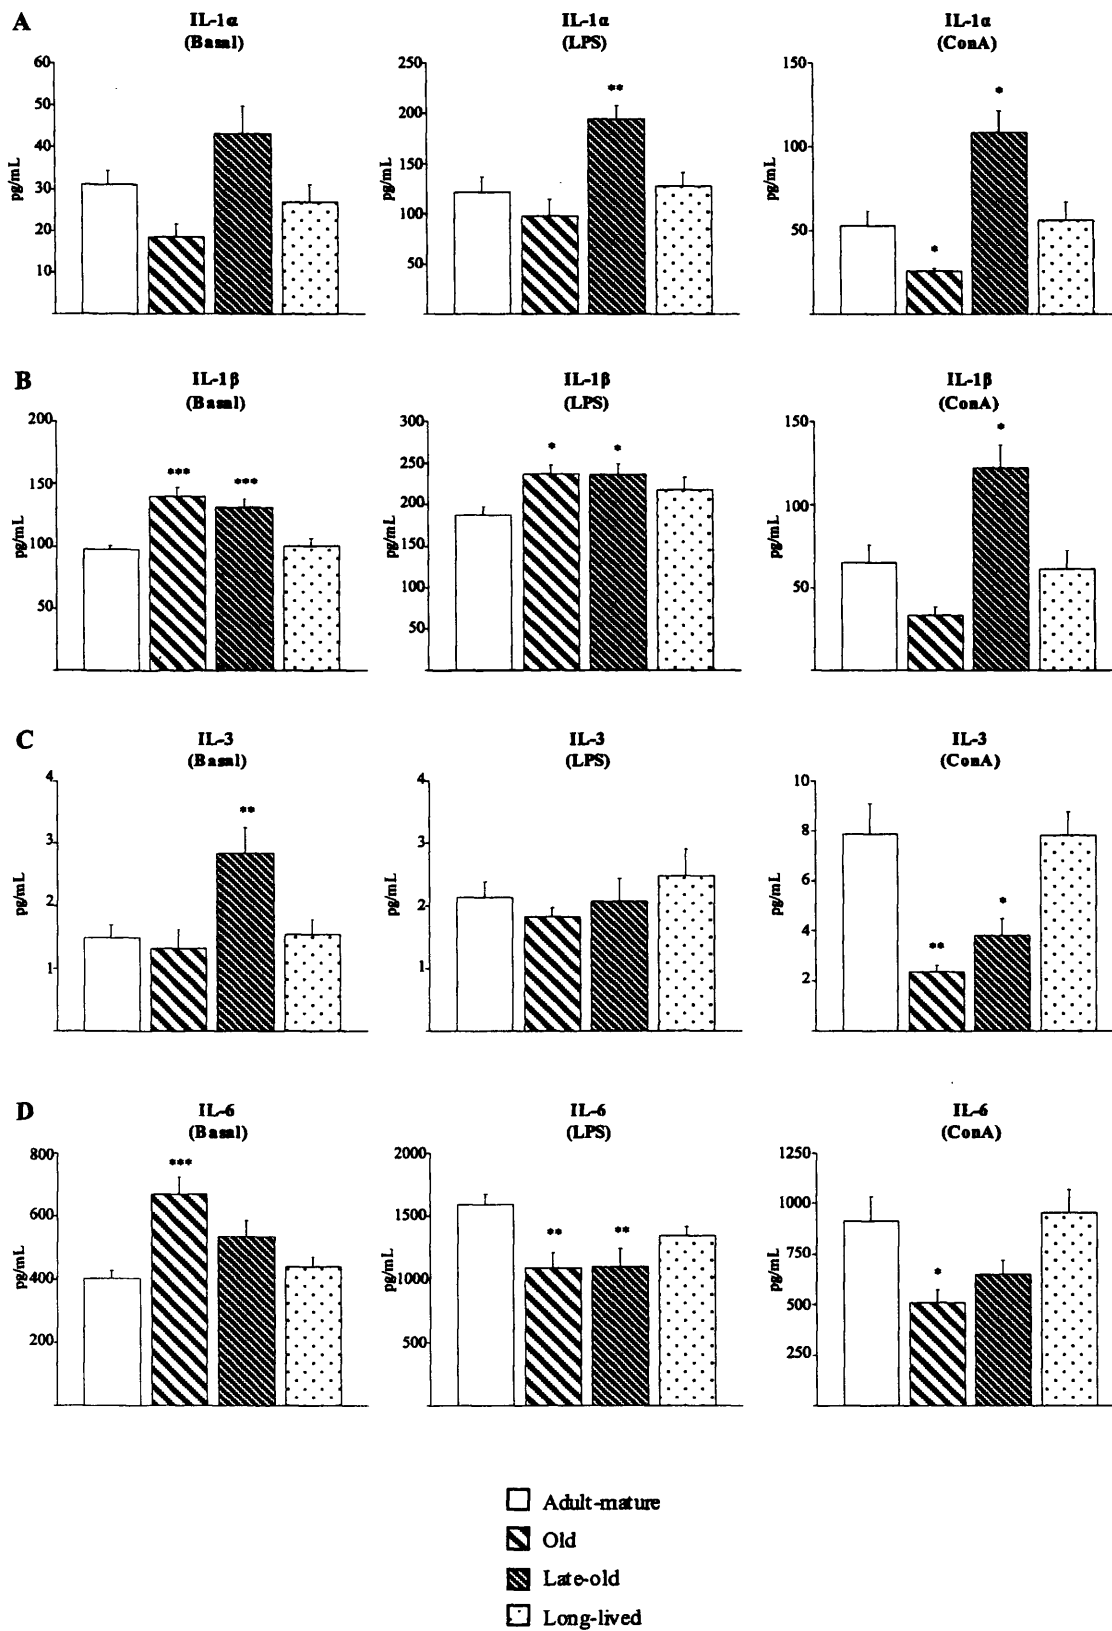 A
IL-1α
(Basal)
60
50
40
30
20
10
pg/mL
IL-1α
(LPS)
250
200
150
100
50
pg/mL
**
IL-1α
(ConA)
150
100
50
pg/mL
*
*
B
IL-1β
(Basal)
200
150
100
50
pg/mL
***
***
IL-1β
(LPS)
300
250
200
150
100
50
pg/mL
*
*
IL-1β
(ConA)
150
100
50
pg/mL
*
C
IL-3
(Basal)
4
3
2
1
pg/mL
**
IL-3
(LPS)
4
3
2
1
pg/mL
IL-3
(ConA)
10
8
6
4
2
pg/mL
**
*
D
IL-6
(Basal)
800
600
400
200
pg/mL
***
IL-6
(LPS)
2000
1500
1000
500
pg/mL
**
**
IL-6
(ConA)
1250
1000
750
500
250
pg/mL
*
Adult-mature
Old
Late-old
Long-lived